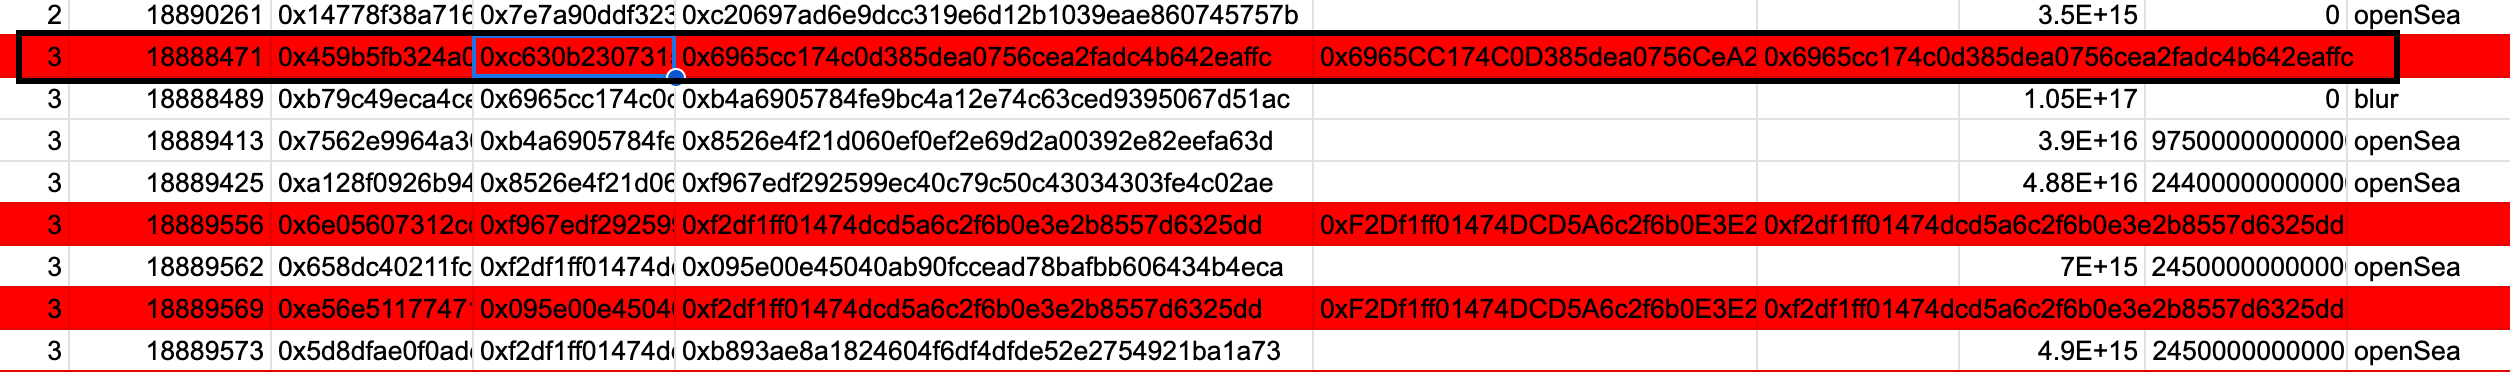 2 18890261 0x14778f38a716 0x7e7a90ddf323 0xc20697ad6e9dcc319e6d12b1039eae860745757b 3.5E+15 0 openSea
3 18888471 0x459b5fb324a0 0xc630b230731 0x6965cc174c0d385dea0756cea2fadc4b642eaffc 0x6965CC174C0D385dea0756CeA2 0x6965cc174c0d385dea0756cea2fadc4b642eaffc
3 18888489 0xb79c49eca4ce 0x6965cc174c0d 0xb4a6905784fe9bc4a12e74c63ced9395067d51ac 1.05E+17 0 blur
3 18889413 0x7562e9964a30 0xb4a6905784fe 0x8526e4f21d060ef0ef2e69d2a00392e82eefa63d 3.9E+16 9750000000000 openSea
3 18889425 0xa128f0926b94 0x8526e4f21d06 0xf967edf292599ec40c79c50c43034303fe4c02ae 4.88E+16 2440000000000 openSea
3 18889556 0x6e05607312cc 0xf967edf29259 0xf2df1ff01474dcd5a6c2f6b0e3e2b8557d6325dd 0xF2Df1ff01474DCD5A6c2f6b0E3E2 0xf2df1ff01474dcd5a6c2f6b0e3e2b8557d6325dd
3 18889562 0x658dc40211fc 0xf2df1ff01474d 0x095e00e45040ab90fccead78bafbb606434b4eca 7E+15 2450000000000 openSea
3 18889569 0xe56e51177471 0x095e00e4504 0xf2df1ff01474dcd5a6c2f6b0e3e2b8557d6325dd 0xF2Df1ff01474DCD5A6c2f6b0E3E2 0xf2df1ff01474dcd5a6c2f6b0e3e2b8557d6325dd
3 18889573 0x5d8dfae0f0ad 0xf2df1ff01474d 0xb893ae8a1824604f6df4dfde52e2754921ba1a73 4.9E+15 2450000000000 openSea